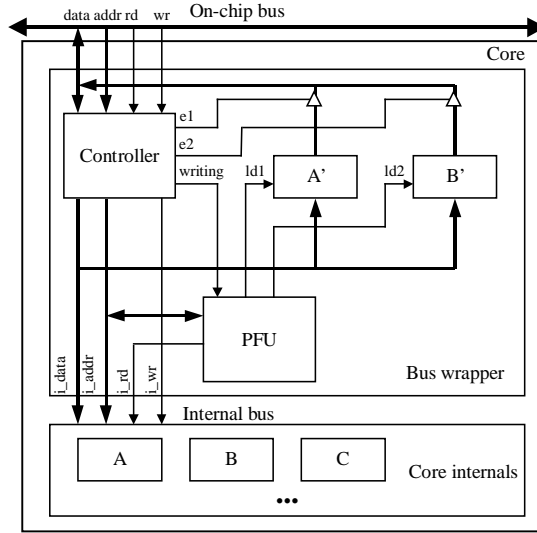 On-chip bus
data addr rd wr
Core
e1
Controller
e2
writing
ld1
A’
ld2
B’
PFU
i_data
i_addr
i_rd
i_wr
Bus wrapper
Internal bus
A
B
C
Core internals
•••